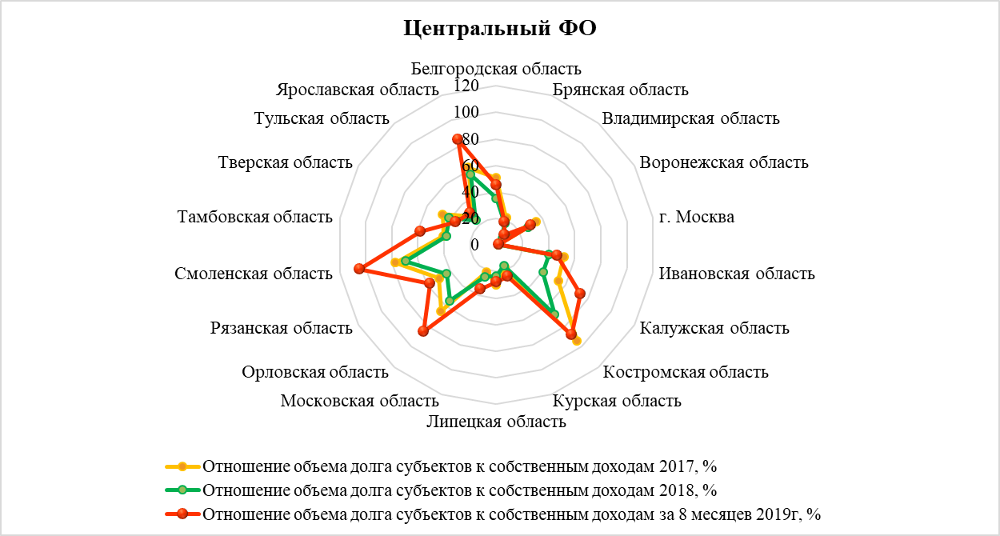 Центральный ФО
Белгородская область
Ярославская область
Брянская область
Тульская область
Владимирская область
Тверская область
Воронежская область
Тамбовская область
г. Москва
Смоленская область
Ивановская область
Рязанская область
Калужская область
Орловская область
Костромская область
Московская область
Курская область
Липецкая область
120
100
80
60
40
20
0
Отношение объема долга субъектов к собственным доходам 2017, %
Отношение объема долга субъектов к собственным доходам 2018, %
Отношение объема долга субъектов к собственным доходам за 8 месяцев 2019г, %